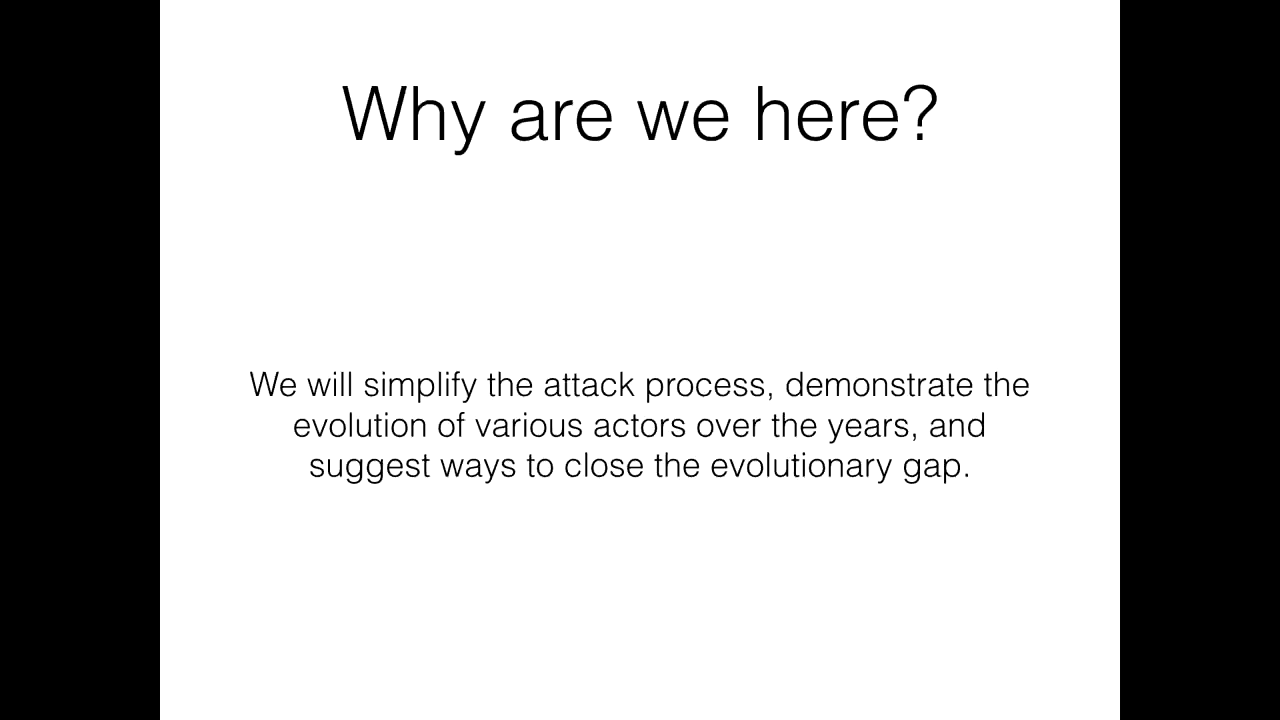 Why are we here?
We will simplify the attack process, demonstrate the
evolution of various actors over the years, and
suggest ways to close the evolutionary gap.